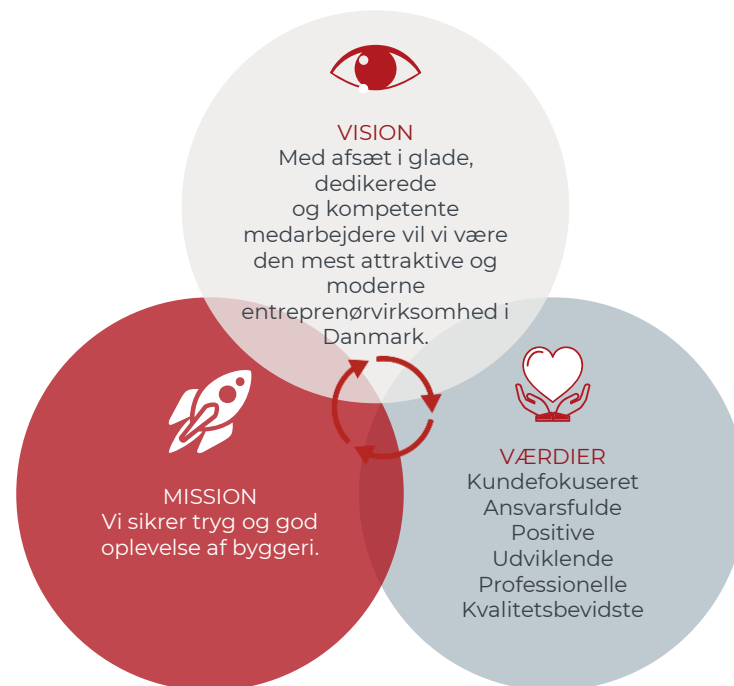 VISION
Med afsæt i glade,
dedikerede
og kompetente
medarbejdere vil vi være
den mest attraktive og
moderne
entreprenørvirksomhed i
Danmark.
MISSION
Vi sikrer tryg og god
oplevelse af byggeri.
VÆRDIER
Kundefokuseret
Ansvarsfulde
Positive
Udviklende
Professionelle
Kvalitetsbevidste